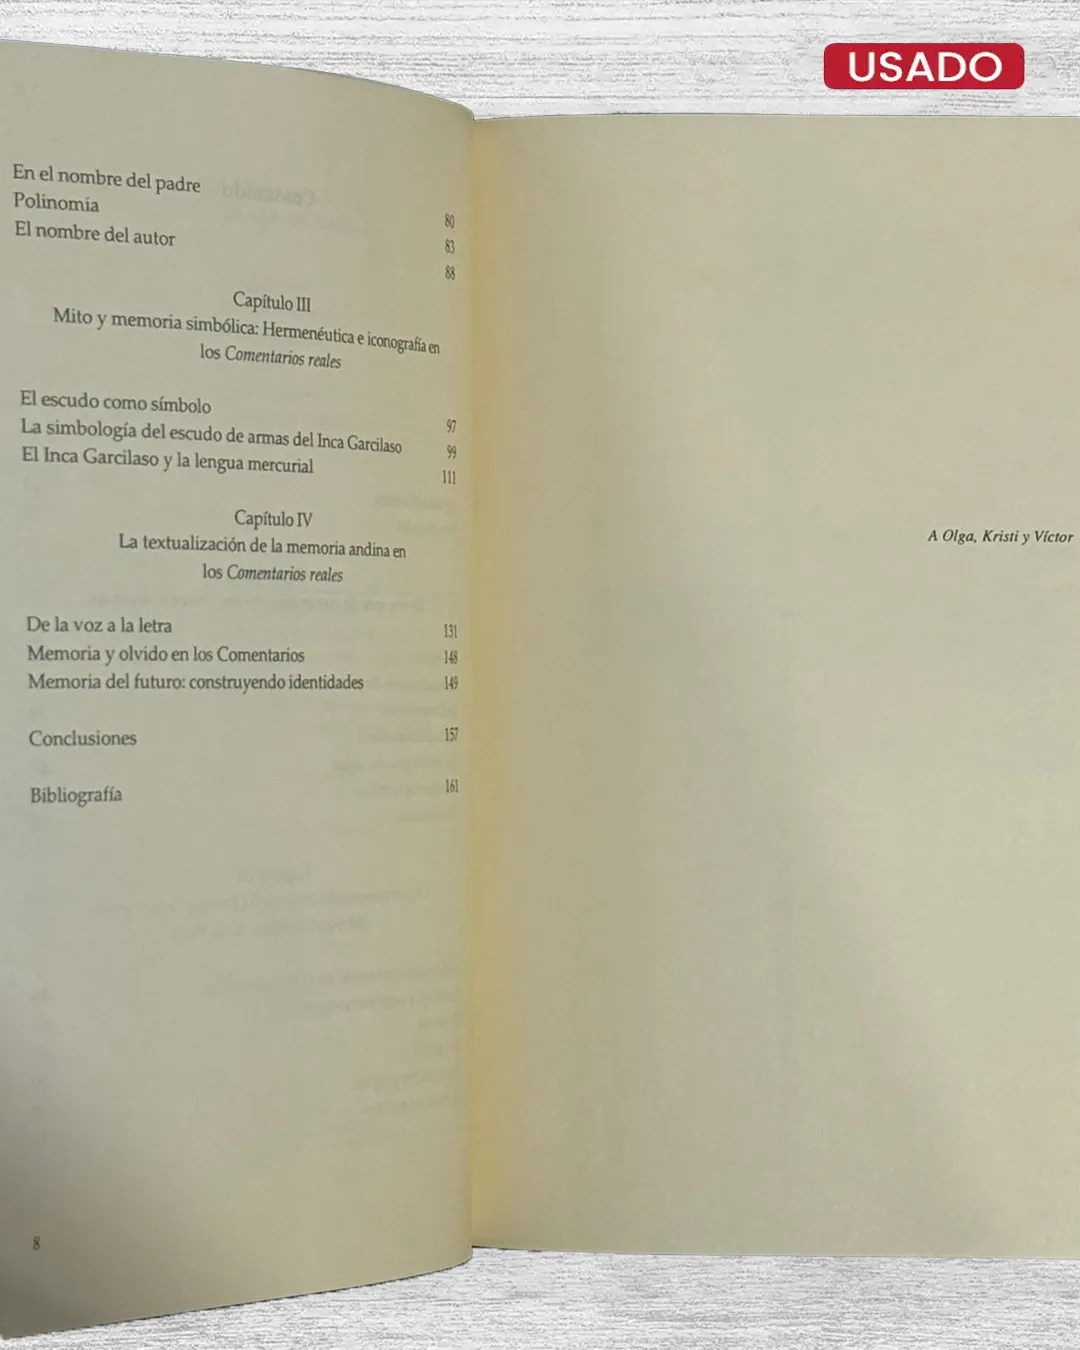 USADO
En el nombre del padre 80
Polinomia 83
El nombre del autor 88
Capítulo III
Mito y memoria simbólica: Hermenéutica e iconografía en
los Comentarios reales
El escudo como símbolo 97
La simbología del escudo de armas del Inca Garcilaso 99
El Inca Garcilaso y la lengua mercurial 111
Capítulo IV
La textualización de la memoria andina en
los Comentarios reales
De la voz a la letra 131
Memoria y olvido en los Comentarios 148
Memoria del futuro: construyendo identidades 149
Conclusiones 157
Bibliografía 161
8
A Olga, Kristi y Víctor